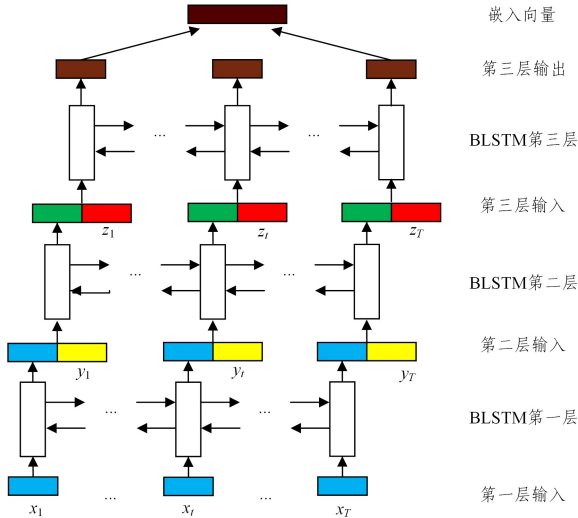 嵌入向量
第三层输出
... ...
BLSTM第三层
第三层输入
z1 zt zT
... ...
BLSTM第二层
第二层输入
y1 yt yT
... ...
BLSTM第一层
第一层输入
x1 ... xt ... xT